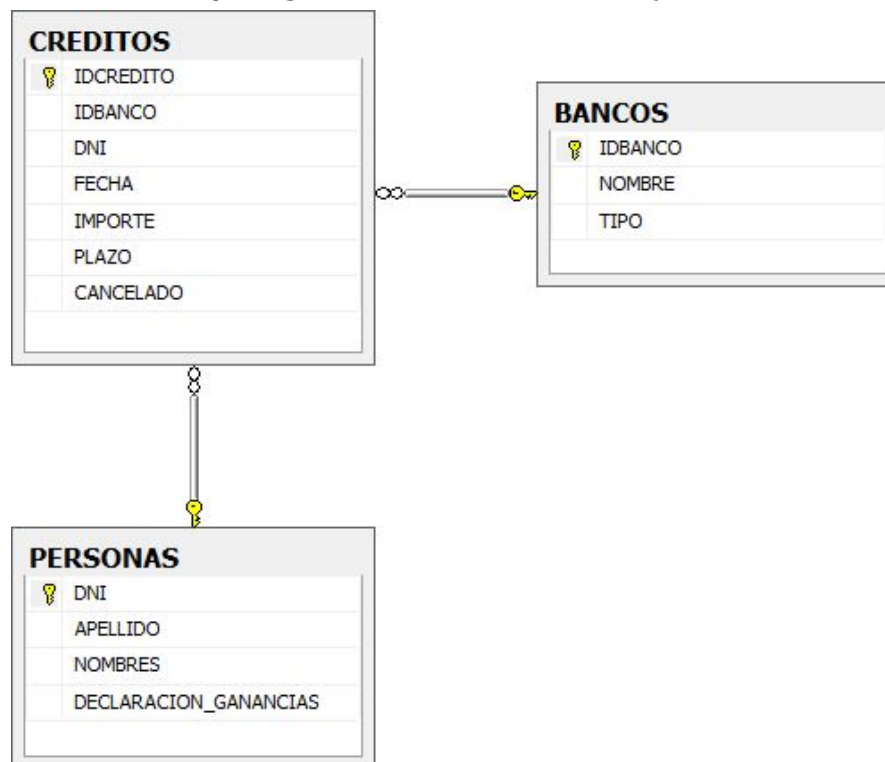 CREDITOS
IDCREDITO
IDBANCO
DNI
FECHA
IMPORTE
PLAZO
CANCELADO
BANCOS
IDBANCO
NOMBRE
TIPO
PERSONAS
DNI
APELLIDO
NOMBRES
DECLARACION_GANANCIAS